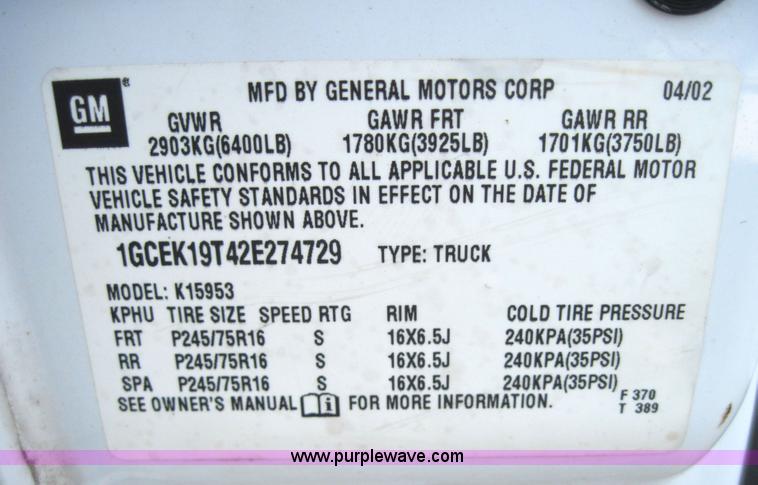 GM® MFD BY GENERAL MOTORS CORP 04/02
GVWR GAWR FRT GAWR RR
2903KG(6400LB) 1780KG(3925LB) 1701KG(3750LB)
THIS VEHICLE CONFORMS TO ALL APPLICABLE U.S. FEDERAL MOTOR
VEHICLE SAFETY STANDARDS IN EFFECT ON THE DATE OF
MANUFACTURE SHOWN ABOVE.
1GCEK19T42E274729 TYPE: TRUCK
MODEL: K15953
KPHU TIRE SIZE SPEED RTG RIM COLD TIRE PRESSURE
FRT P245/75R16 S 16X6.5J 240KPA(35PSI)
RR P245/75R16 S 16X6.5J 240KPA(35PSI)
SPA P245/75R16 S 16X6.5J 240KPA(35PSI)
SEE OWNER'S MANUAL i FOR MORE INFORMATION. F 370
T 389
www.purplewave.com